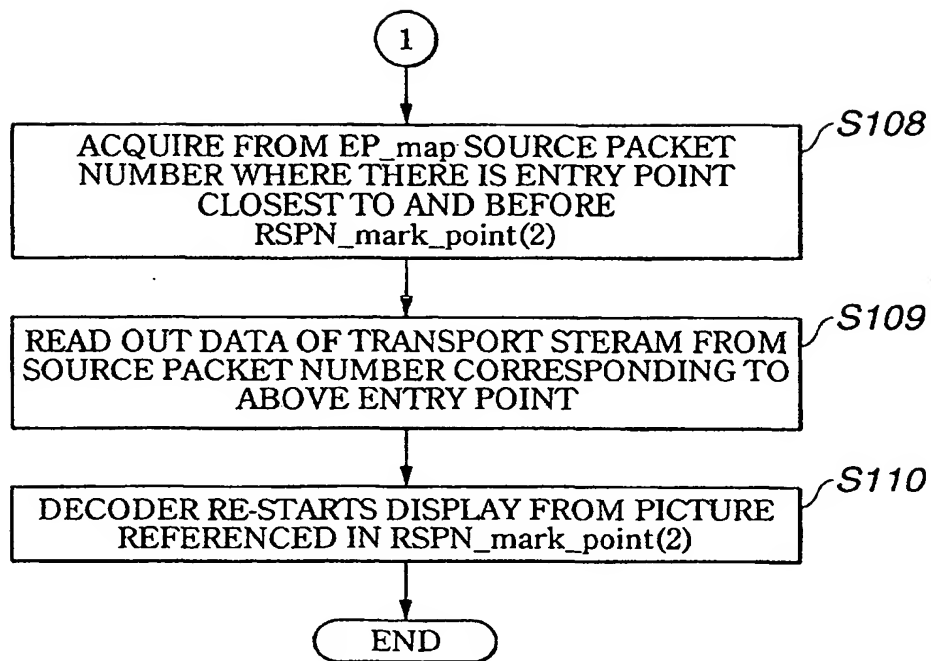 1
S108
ACQUIRE FROM EP_map SOURCE PACKET
NUMBER WHERE THERE IS ENTRY POINT
CLOSEST TO AND BEFORE
RSPN_mark_point(2)
S109
READ OUT DATA OF TRANSPORT STERAM FROM
SOURCE PACKET NUMBER CORRESPONDING TO
ABOVE ENTRY POINT
S110
DECODER RE-STARTS DISPLAY FROM PICTURE
REFERENCED IN RSPN_mark_point(2)
END